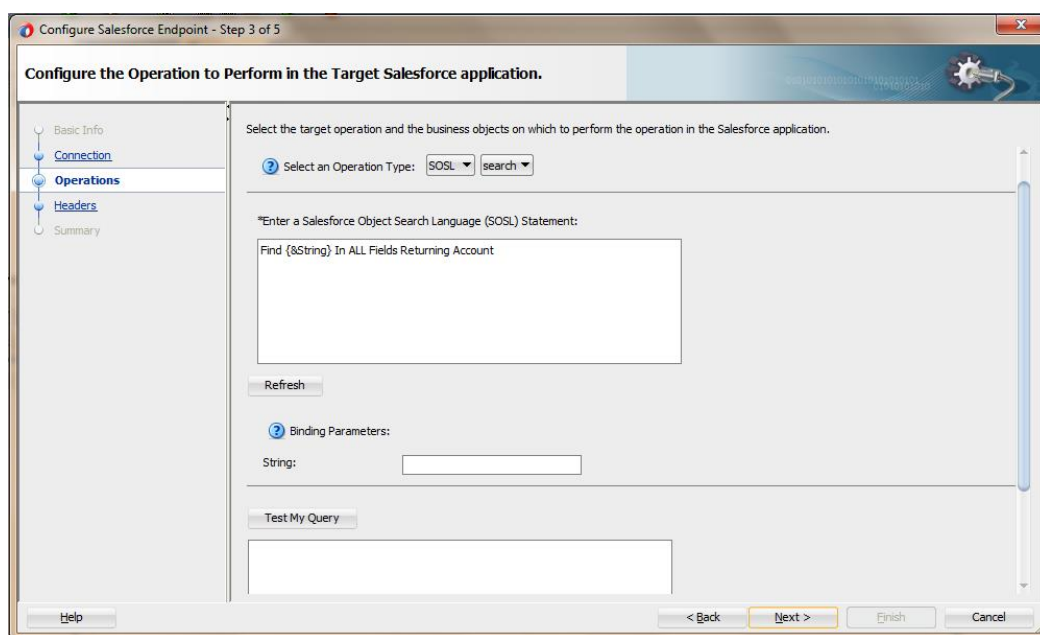 Configure Salesforce Endpoint - Step 3 of 5
x
Configure the Operation to Perform in the Target Salesforce application.
Basic Info
Connection
Operations
Headers
Summary
Select the target operation and the business objects on which to perform the operation in the Salesforce application.
? Select an Operation Type: SOSL search
*Enter a Salesforce Object Search Language (SOSL) Statement:
Find {&String} In ALL Fields Returning Account
Refresh
? Binding Parameters:
String:
Test My Query
Help
< Back Next > Finish Cancel